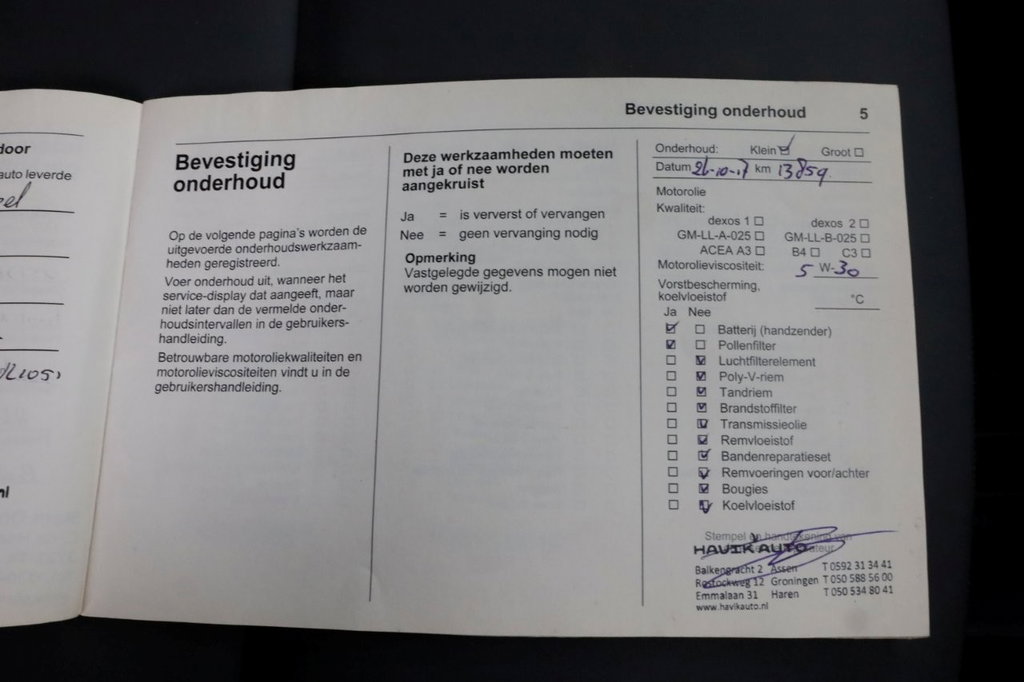 door
auto leverde
Bevestiging onderhoud 5
Bevestiging
onderhoud
Op de volgende pagina's worden de
uitgevoerde onderhoudswerkzaam-
heden geregistreerd.
Voer onderhoud uit, wanneer het
service-display dat aangeeft, maar
niet later dan de vermelde onder-
houdsintervallen in de gebruikers-
handleiding.
Betrouwbare motoroliekwaliteiten en
motorolieviscositeiten vindt u in de
gebruikershandleiding.
Deze werkzaamheden moeten
met ja of nee worden
aangekruist
Ja = is ververst of vervangen
Nee = geen vervanging nodig
Opmerking
Vastgelegde gegevens mogen niet
worden gewijzigd.
Onderhoud: Klein ☑ Groot ☐
Datum 26-10-17 km 13859
Motorolie
Kwaliteit:
dexos 1 ☐ dexos 2 ☐
GM-LL-A-025 ☐ GM-LL-B-025 ☐
ACEA A3 ☐ B4 ☐ C3 ☐
Motorolieviscositeit: 5 W-30
Vorstbescherming,
koelvloeistof °C
Ja Nee
☑ ☐ Batterij (handzender)
☑ ☐ Pollenfilter
☐ ☑ Luchtfilterelement
☐ ☑ Poly-V-riem
☐ ☑ Tandriem
☐ ☑ Brandstoffilter
☐ ☑ Transmissieolie
☐ ☑ Remvloeistof
☐ ☑ Bandenreparatieset
☐ ☑ Remvoeringen voor/achter
☐ ☑ Bougies
☐ ☑ Koelvloeistof
Stempel en handtekening van
HAVIK AUTO
Balkengracht 2 Assen T 0592 31 34 41
Rostockweg 12 Groningen T 050 588 56 00
Emmalaan 31 Haren T 050 534 80 41
www.havikauto.nl